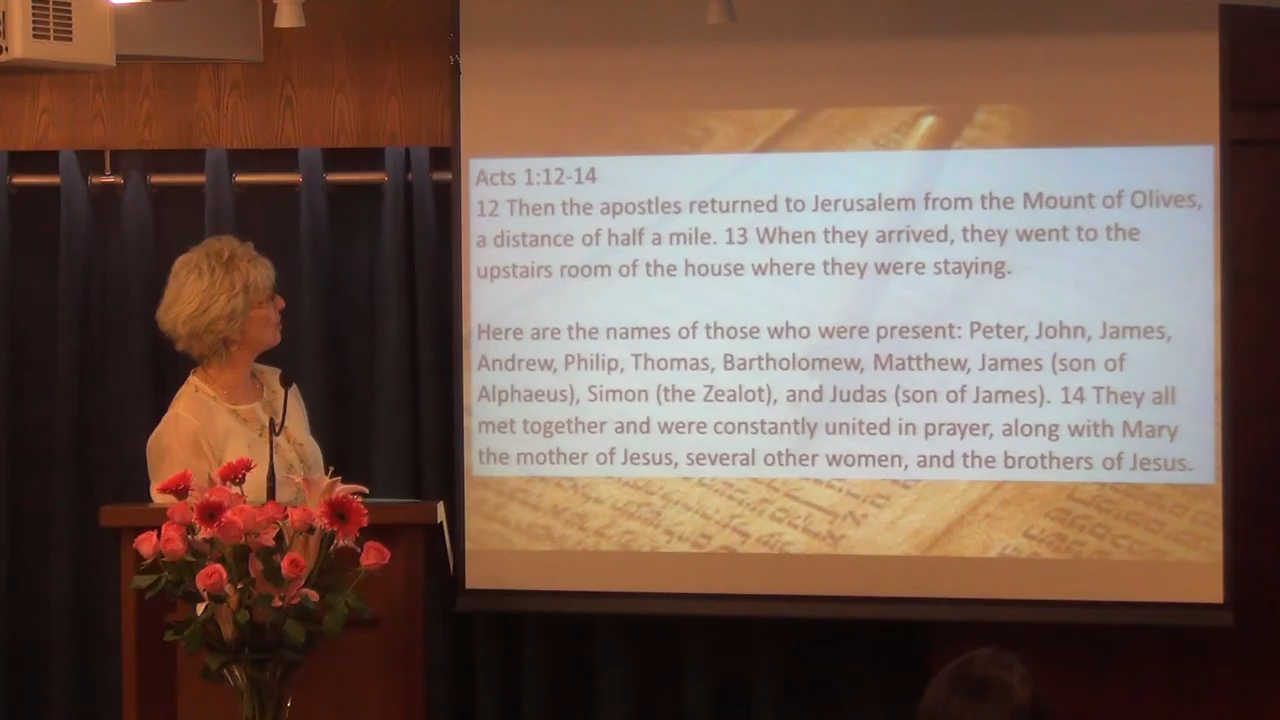 Acts 1:12-14
12 Then the apostles returned to Jerusalem from the Mount of Olives,
a distance of half a mile. 13 When they arrived, they went to the
upstairs room of the house where they were staying.
Here are the names of those who were present: Peter, John, James,
Andrew, Philip, Thomas, Bartholomew, Matthew, James (son of
Alphaeus), Simon (the Zealot), and Judas (son of James). 14 They all
met together and were constantly united in prayer, along with Mary
the mother of Jesus, several other women, and the brothers of Jesus.